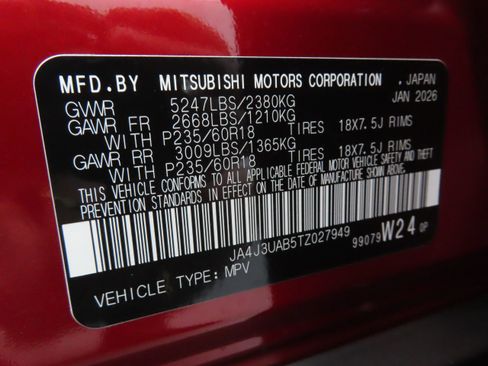 MFD.BY MITSUBISHI MOTORS CORPORATION , JAPAN
JAN 2026
GVWR 5247LBS/2380KG
GAWR FR 2668LBS/1210KG
WITH P235/60R18 TIRES 18X7.5J RIMS
GAWR RR 3009LBS/1365KG
WITH P235/60R18 TIRES 18X7.5J RIMS
THIS VEHICLE CONFORMS TO ALL APPLICABLE FEDERAL MOTOR VEHICLE SAFETY AND THEFT
PREVENTION STANDARDS IN EFFECT ON THE DATE OF MANUFACTURE SHOWN ABOVE.
JA4J3UAB5TZ027949
99079 W24 OP
VEHICLE TYPE: MPV